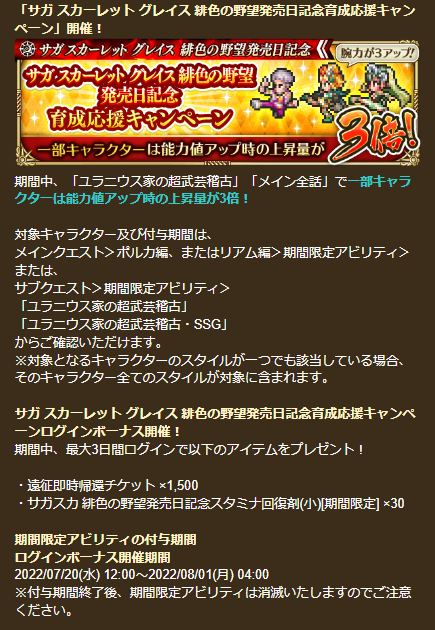 「サガ スカーレット グレイス 緋色の野望発売日記念育成応援キャン
ペーン」開催！
サガ スカーレット グレイス 緋色の野望発売日記念
腕力が3アップ!
サガ スカーレット グレイス 緋色の野望
発売日記念
育成応援キャンペーン
一部キャラクターは能力値アップ時の上昇量が
3倍!
期間中、「ユラニウス家の超武芸稽古」「メイン全話」で一部キャラ
クターは能力値アップ時の上昇量が3倍！
対象キャラクター及び付与期間は、
メインクエスト＞ポルカ編、またはリアム編＞期間限定アビリティ＞
または、
サブクエスト＞期間限定アビリティ＞
「ユラニウス家の超武芸稽古」
「ユラニウス家の超武芸稽古・SSG」
からご確認いただけます。
※対象となるキャラクターのスタイルが一つでも該当している場合、
そのキャラクター全てのスタイルが対象に含まれます。
サガ スカーレット グレイス 緋色の野望発売日記念育成応援キャンペ
ーンログインボーナス開催！
期間中、最大3日間ログインで以下のアイテムをプレゼント！
・遠征即時帰還チケット ×1,500
・サガスカ 緋色の野望発売日記念スタミナ回復剤(小)[期間限定] ×30
期間限定アビリティの付与期間
ログインボーナス開催期間
2022/07/20(水) 12:00～2022/08/01(月) 04:00
※付与期間終了後、期間限定アビリティは消滅いたしますのでご注意
ください。